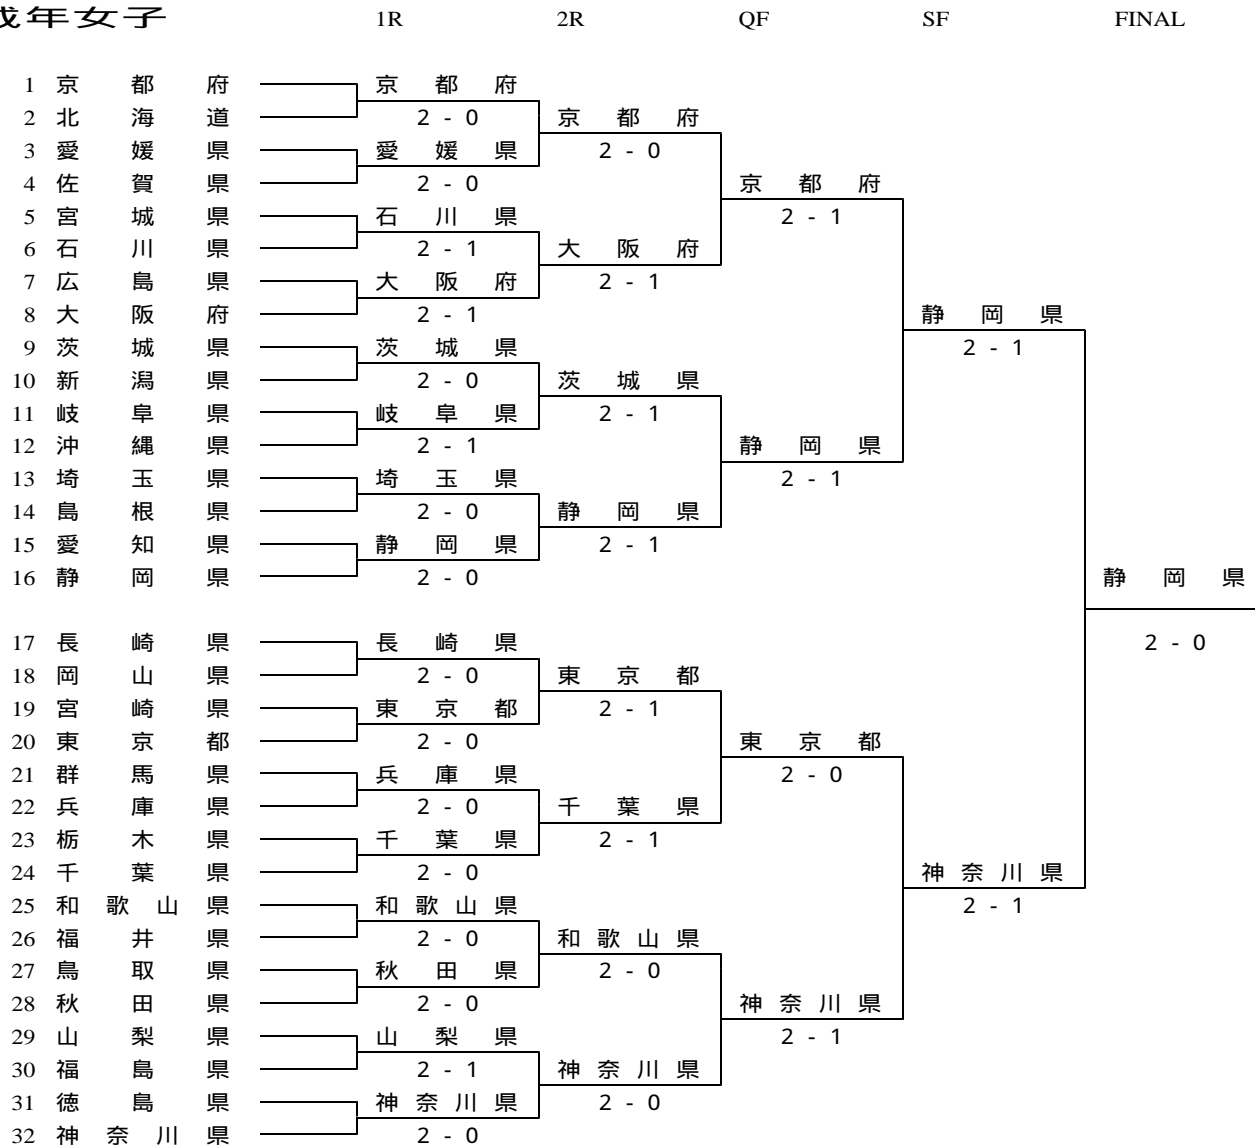 成年女子 1R 2R QF SF FINAL
1 京都府 京都府
2 北海道 2 - 0 京都府
3 愛媛県 愛媛県 2 - 0
4 佐賀県 2 - 0 京都府
5 宮城県 石川県 2 - 1
6 石川県 2 - 1 大阪府
7 広島県 大阪府 2 - 1
8 大阪府 2 - 1 静岡県
9 茨城県 茨城県 2 - 1
10 新潟県 2 - 0 茨城県
11 岐阜県 岐阜県 2 - 1
12 沖縄県 2 - 1 静岡県
13 埼玉県 埼玉県 2 - 1
14 島根県 2 - 0 静岡県
15 愛知県 静岡県 2 - 1
16 静岡県 2 - 0 静岡県
17 長崎県 長崎県 2 - 0
18 岡山県 2 - 0 東京都
19 宮崎県 東京都 2 - 1
20 東京都 2 - 0 東京都
21 群馬県 兵庫県 2 - 0
22 兵庫県 2 - 0 千葉県
23 栃木県 千葉県 2 - 1
24 千葉県 2 - 0 神奈川県
25 和歌山県 和歌山県 2 - 1
26 福井県 2 - 0 和歌山県
27 鳥取県 秋田県 2 - 0
28 秋田県 2 - 0 神奈川県
29 山梨県 山梨県 2 - 1
30 福島県 2 - 1 神奈川県
31 徳島県 神奈川県 2 - 0
32 神奈川県 2 - 0